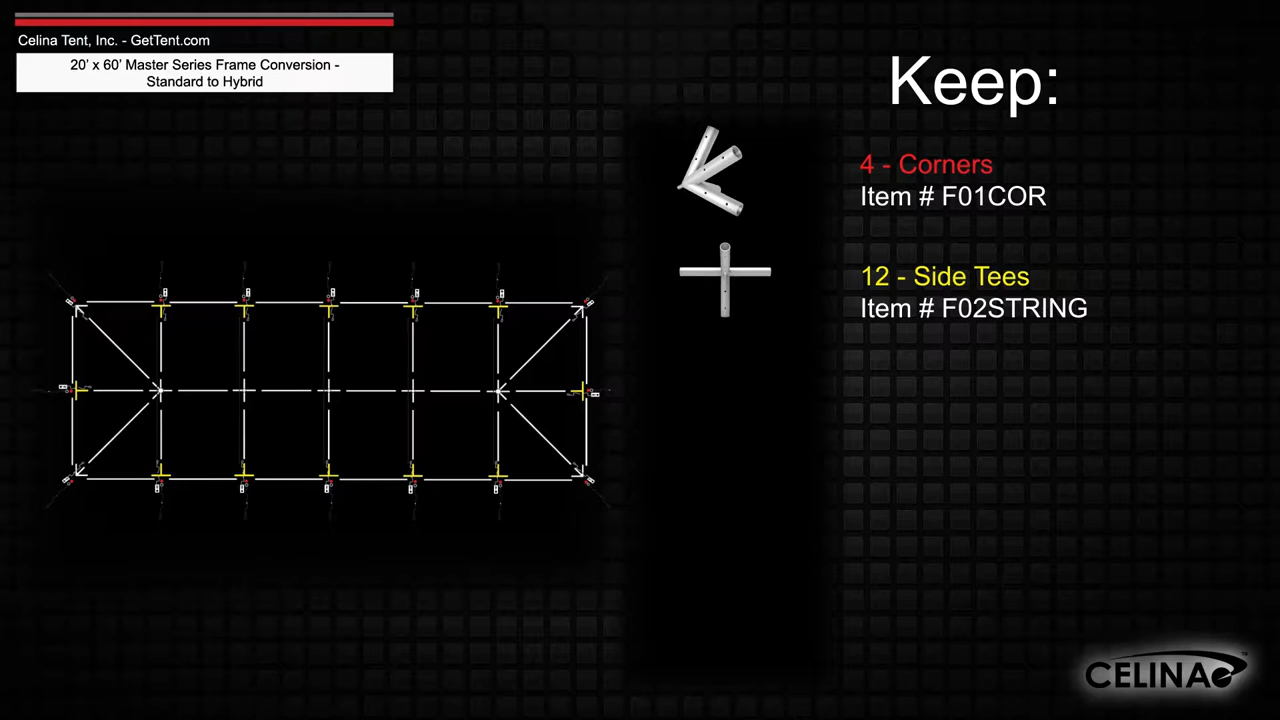 Celina Tent, Inc. - GetTent.com
20' x 60' Master Series Frame Conversion -
Standard to Hybrid
Keep:
4 - Corners
Item # F01COR
12 - Side Tees
Item # F02STRING
CELINA